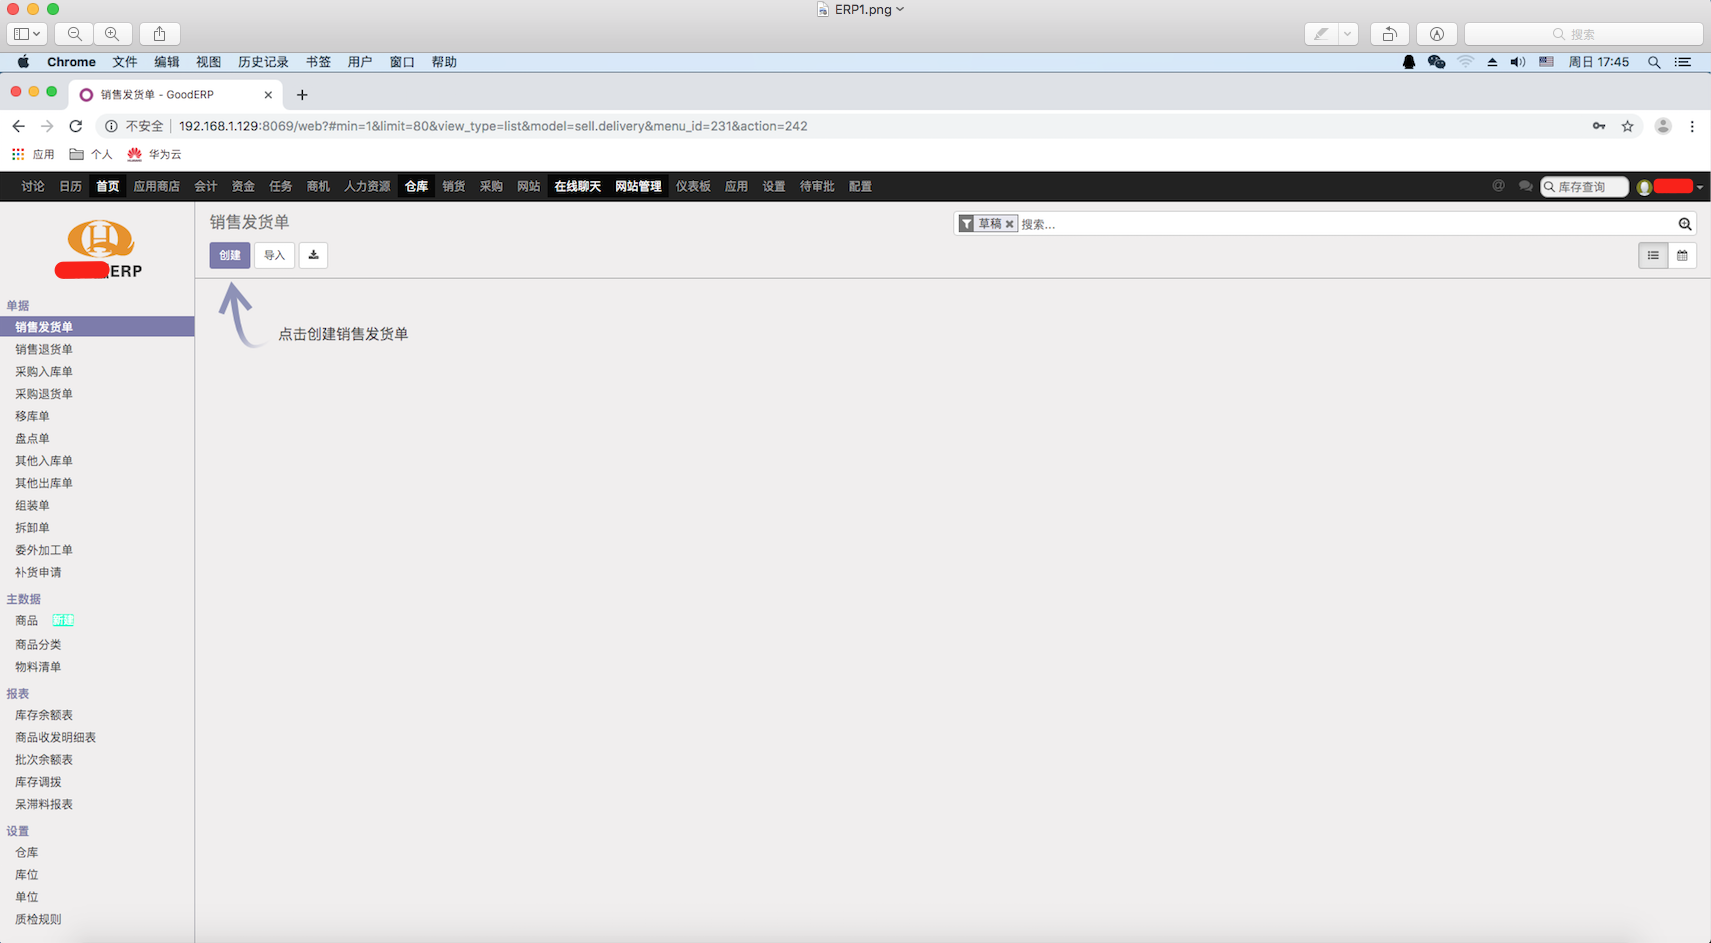 ERP1.png
搜索
Chrome 文件 编辑 视图 历史记录 书签 用户 窗口 帮助
周日 17:45
销售发货单 - GoodERP
不安全 192.168.1.129:8069/web?#min=1&limit=80&view_type=list&model=sell.delivery&menu_id=231&action=242
应用 个人 华为云
讨论 日历 首页 应用商店 会计 资金 任务 商机 人力资源 仓库 销货 采购 网站 在线聊天 网站管理 仪表板 应用 设置 待审批 配置
库存查询
ERP
销售发货单
草稿 搜索...
创建 导入
点击创建销售发货单
单据
销售发货单
销售退货单
采购入库单
采购退货单
移库单
盘点单
其他入库单
其他出库单
组装单
拆卸单
委外加工单
补货申请
主数据
商品
商品分类
物料清单
报表
库存余额表
商品收发明细表
批次余额表
库存调拨
呆滞料报表
设置
仓库
库位
单位
质检规则